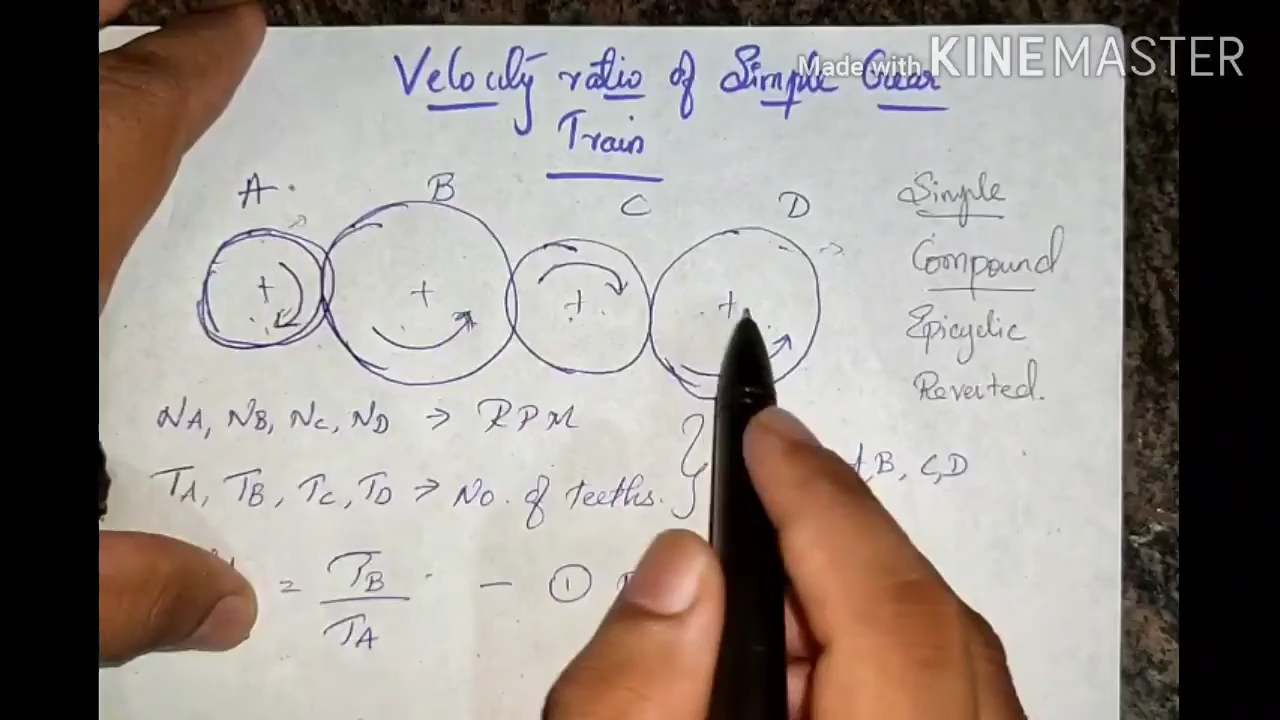 Made with KINEMASTER
Velocity ratio of Simple Gear
Train
A B C D
Simple
Compound
Epicyclic
Reverted.
NA, NB, NC, ND → RPM
TA, TB, TC, TD → No. of teeths. }
B, C, D
= TB / TA - ①